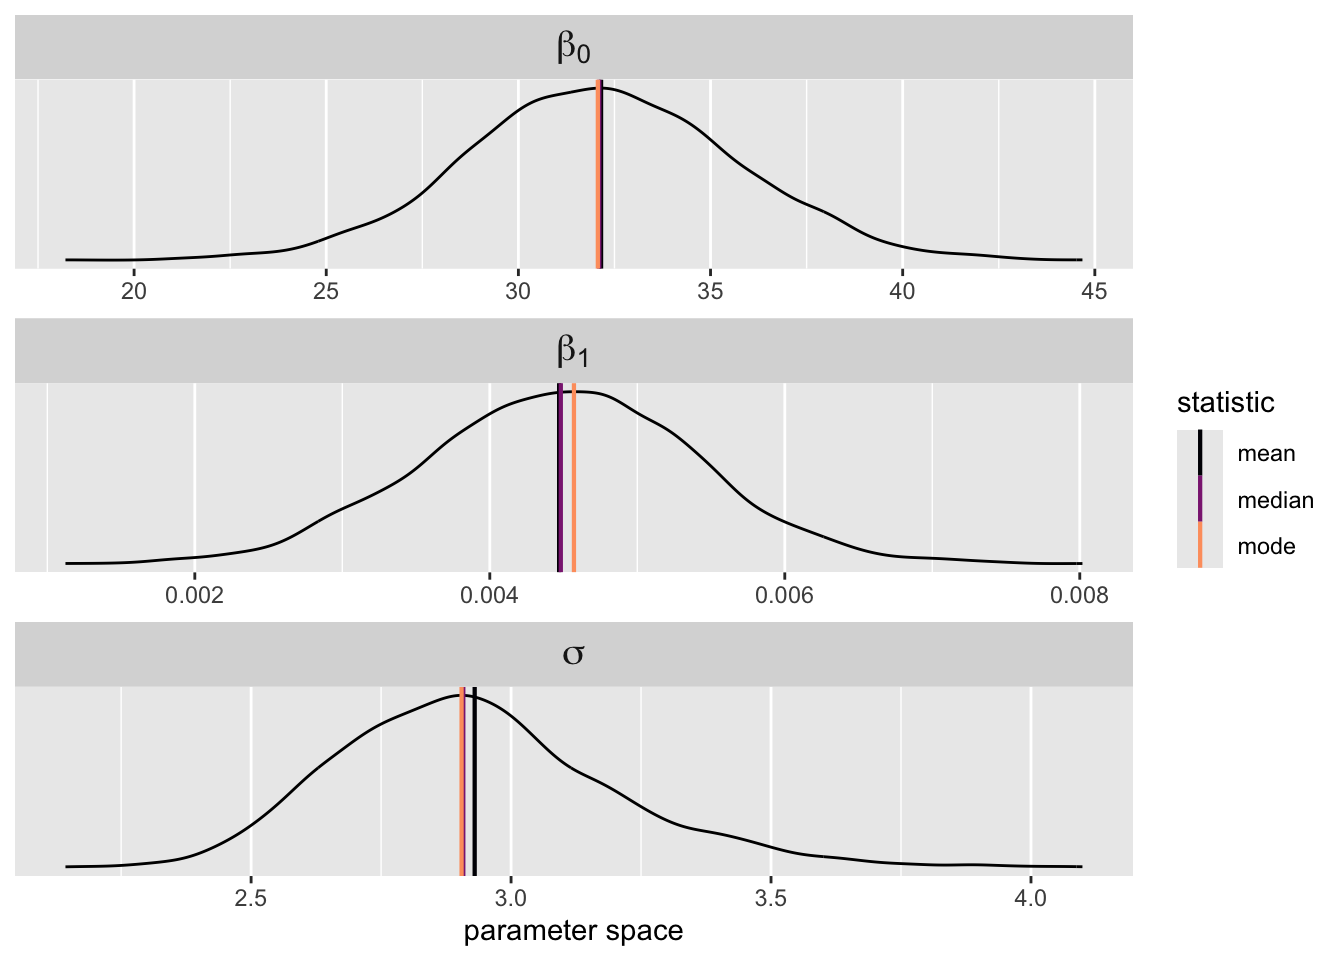 β0
20 25 30 35 40 45
β1
0.002 0.004 0.006 0.008
σ
2.5 3.0 3.5 4.0
parameter space
statistic
mean
median
mode